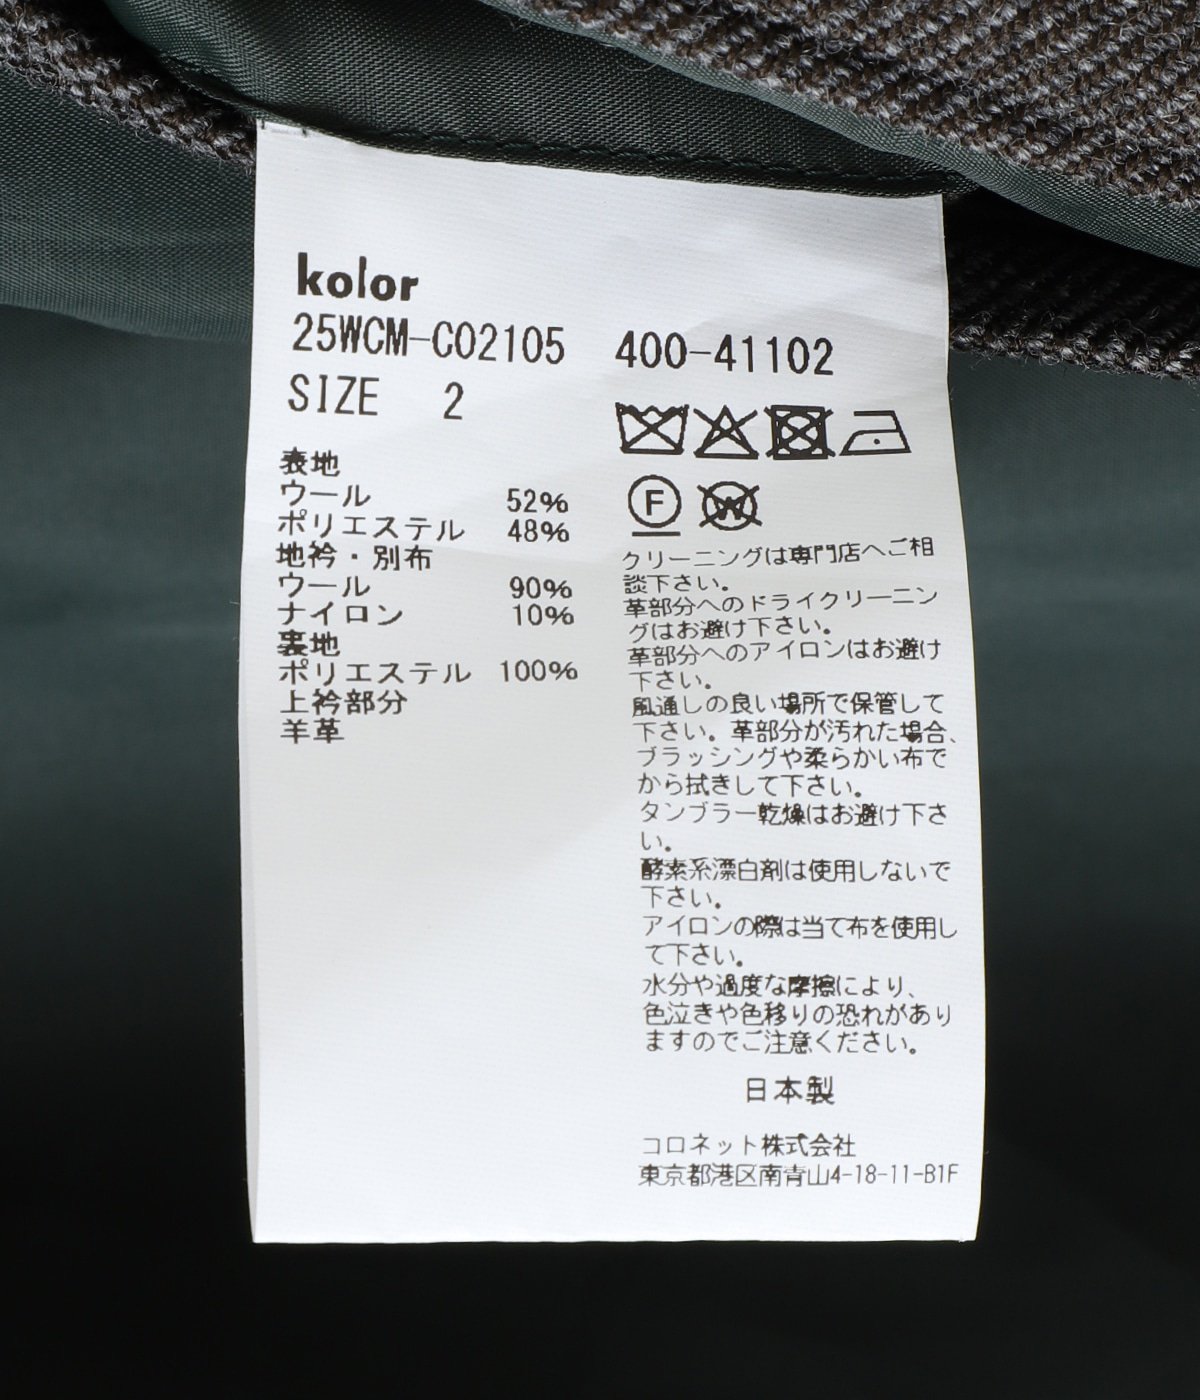 kolor
25WCM-C02105 400-41102
SIZE 2
表地
ウール 52%
ポリエステル 48%
地衿・別布
ウール 90%
ナイロン 10%
裏地
ポリエステル 100%
上衿部分
羊革
F
W
クリーニングは専門店へご相
談下さい。
革部分へのドライクリーニン
グはお避け下さい。
革部分へのアイロンはお避け
下さい。
風通しの良い場所で保管して
下さい。革部分が汚れた場合、
ブラッシングや柔らかい布で
から拭きして下さい。
タンブラー乾燥はお避け下さ
い。
酵素系漂白剤は使用しないで
下さい。
アイロンの際は当て布を使用し
て下さい。
水分や過度な摩擦により、
色泣きや色移りの恐れがあり
ますのでご注意ください。
日本製
コロネット株式会社
東京都港区南青山4-18-11-B1F